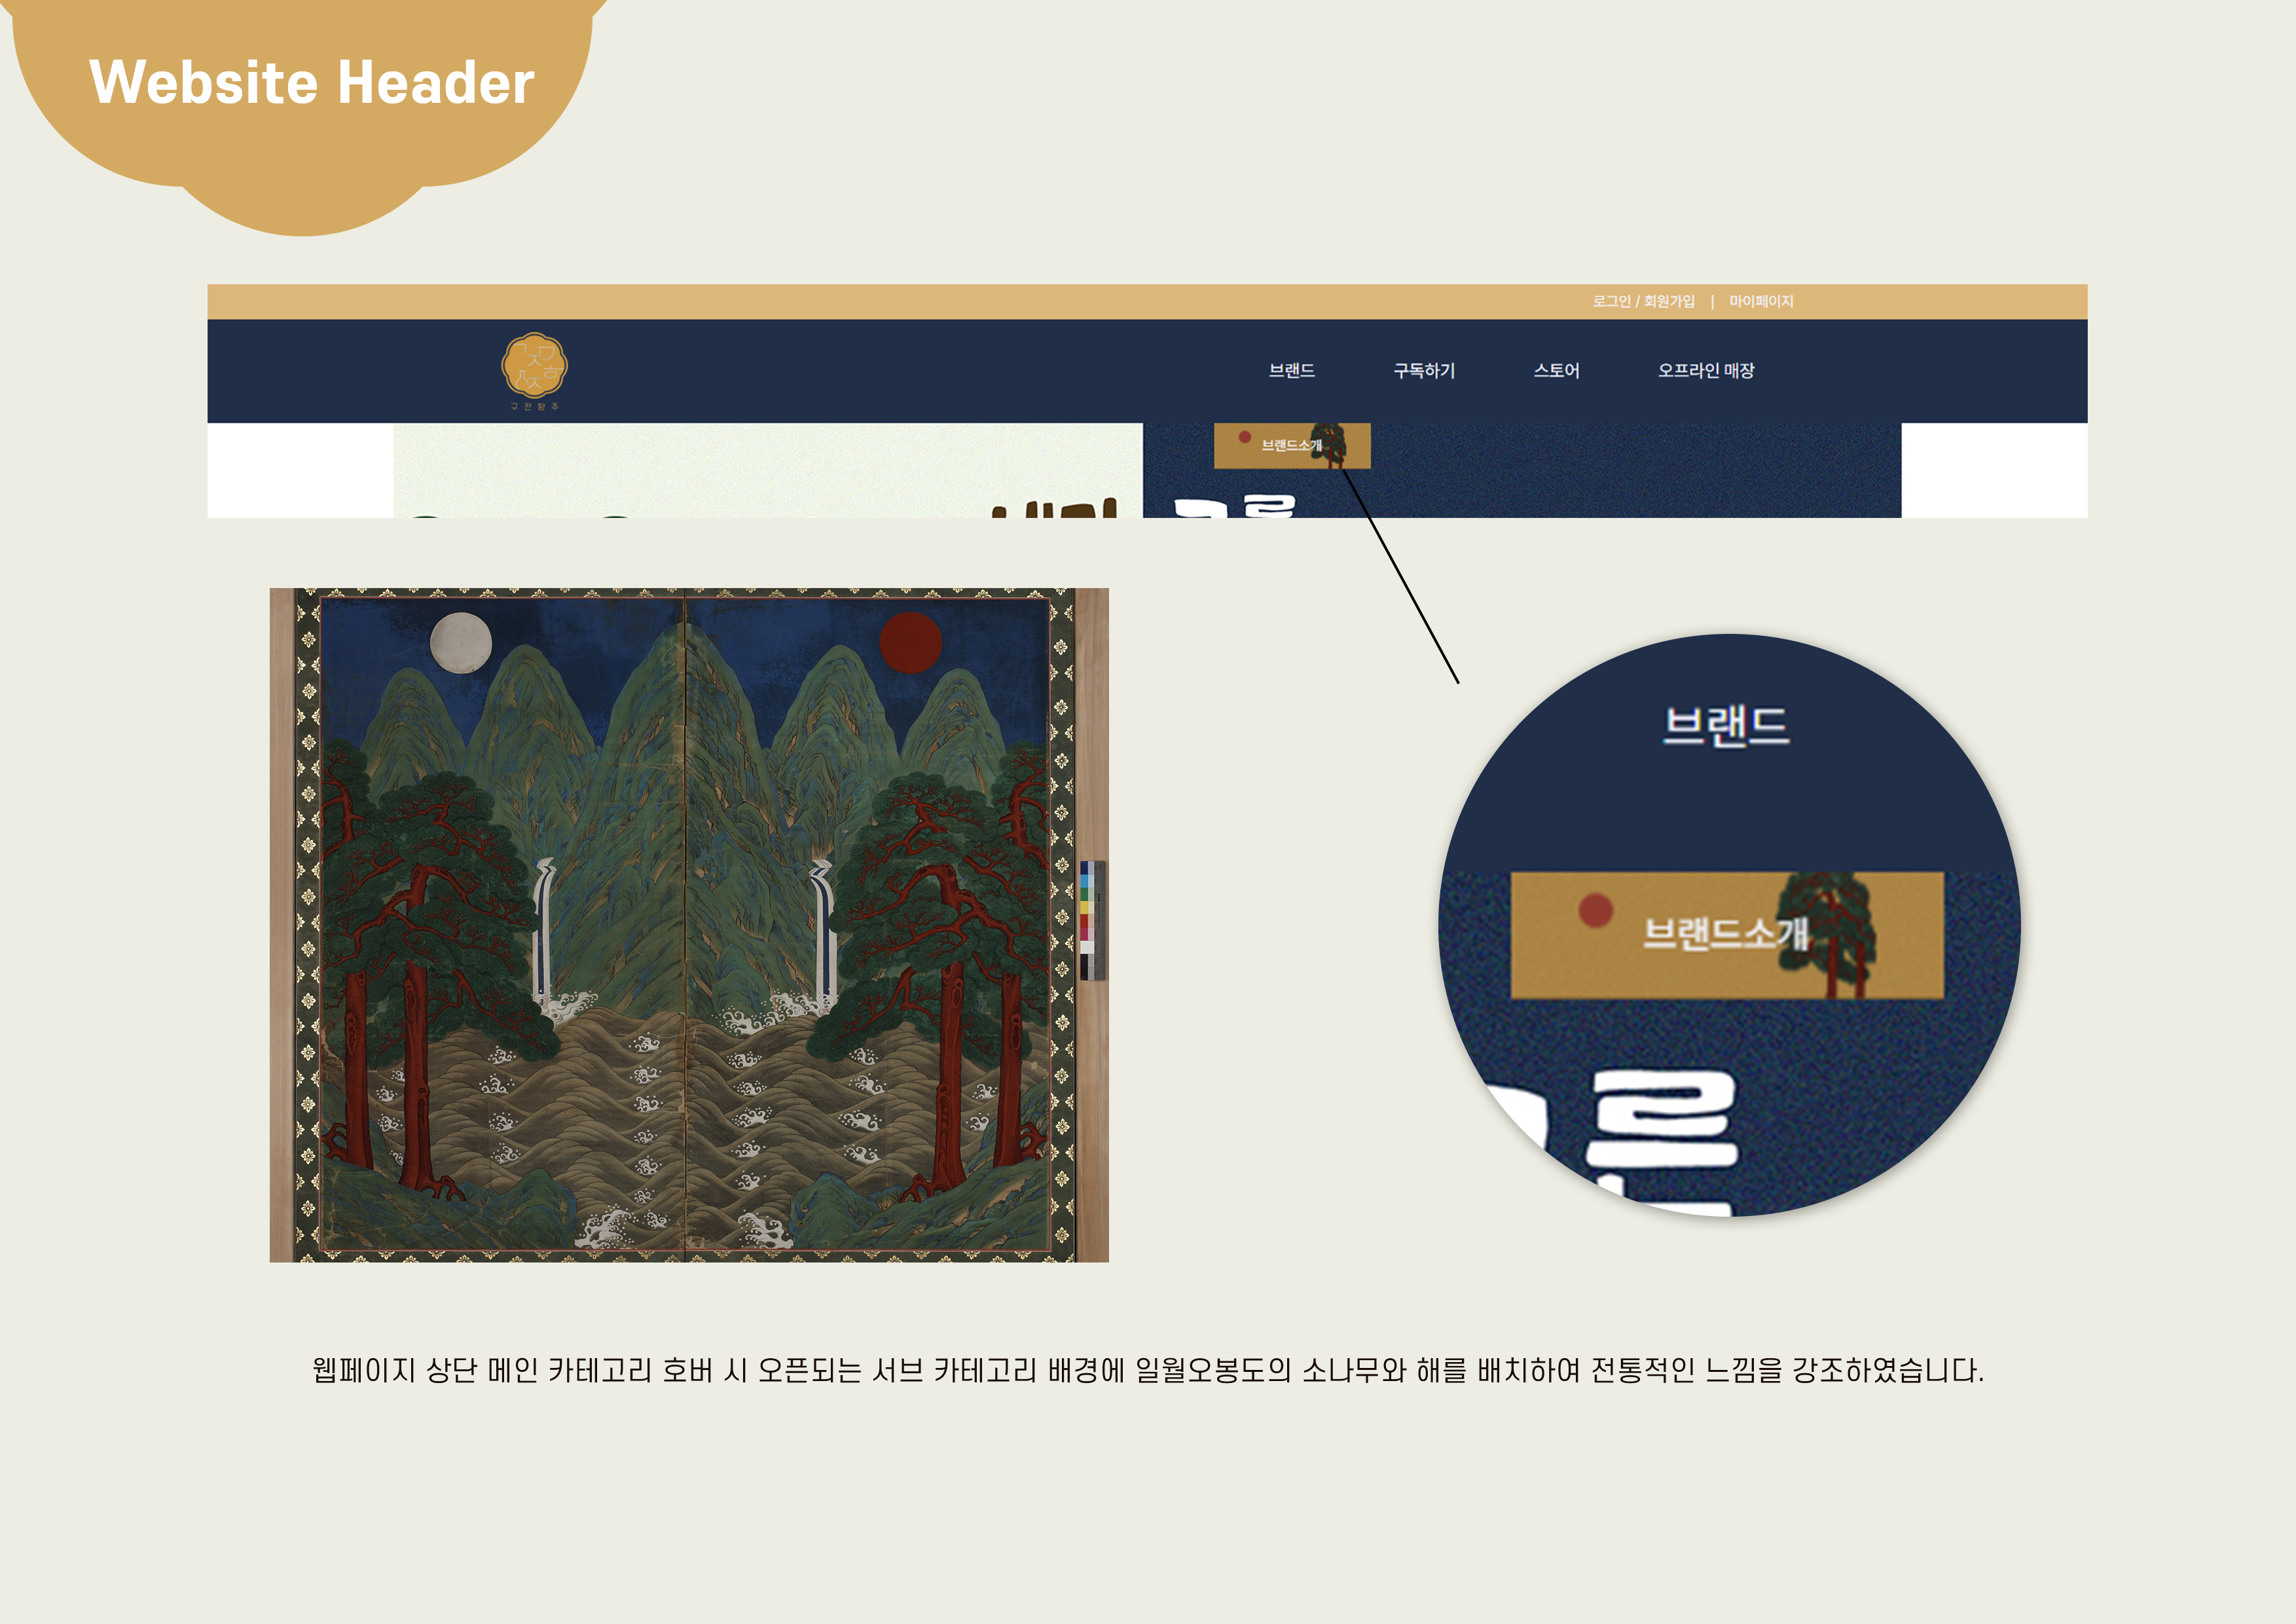 Website Header
로그인 / 회원가입 | 마이페이지
구전함주
브랜드 구독하기 스토어 오프라인 매장
브랜드소개
브랜드
브랜드소개
웹페이지 상단 메인 카테고리 호버 시 오픈되는 서브 카테고리 배경에 일월오봉도의 소나무와 해를 배치하여 전통적인 느낌을 강조하였습니다.